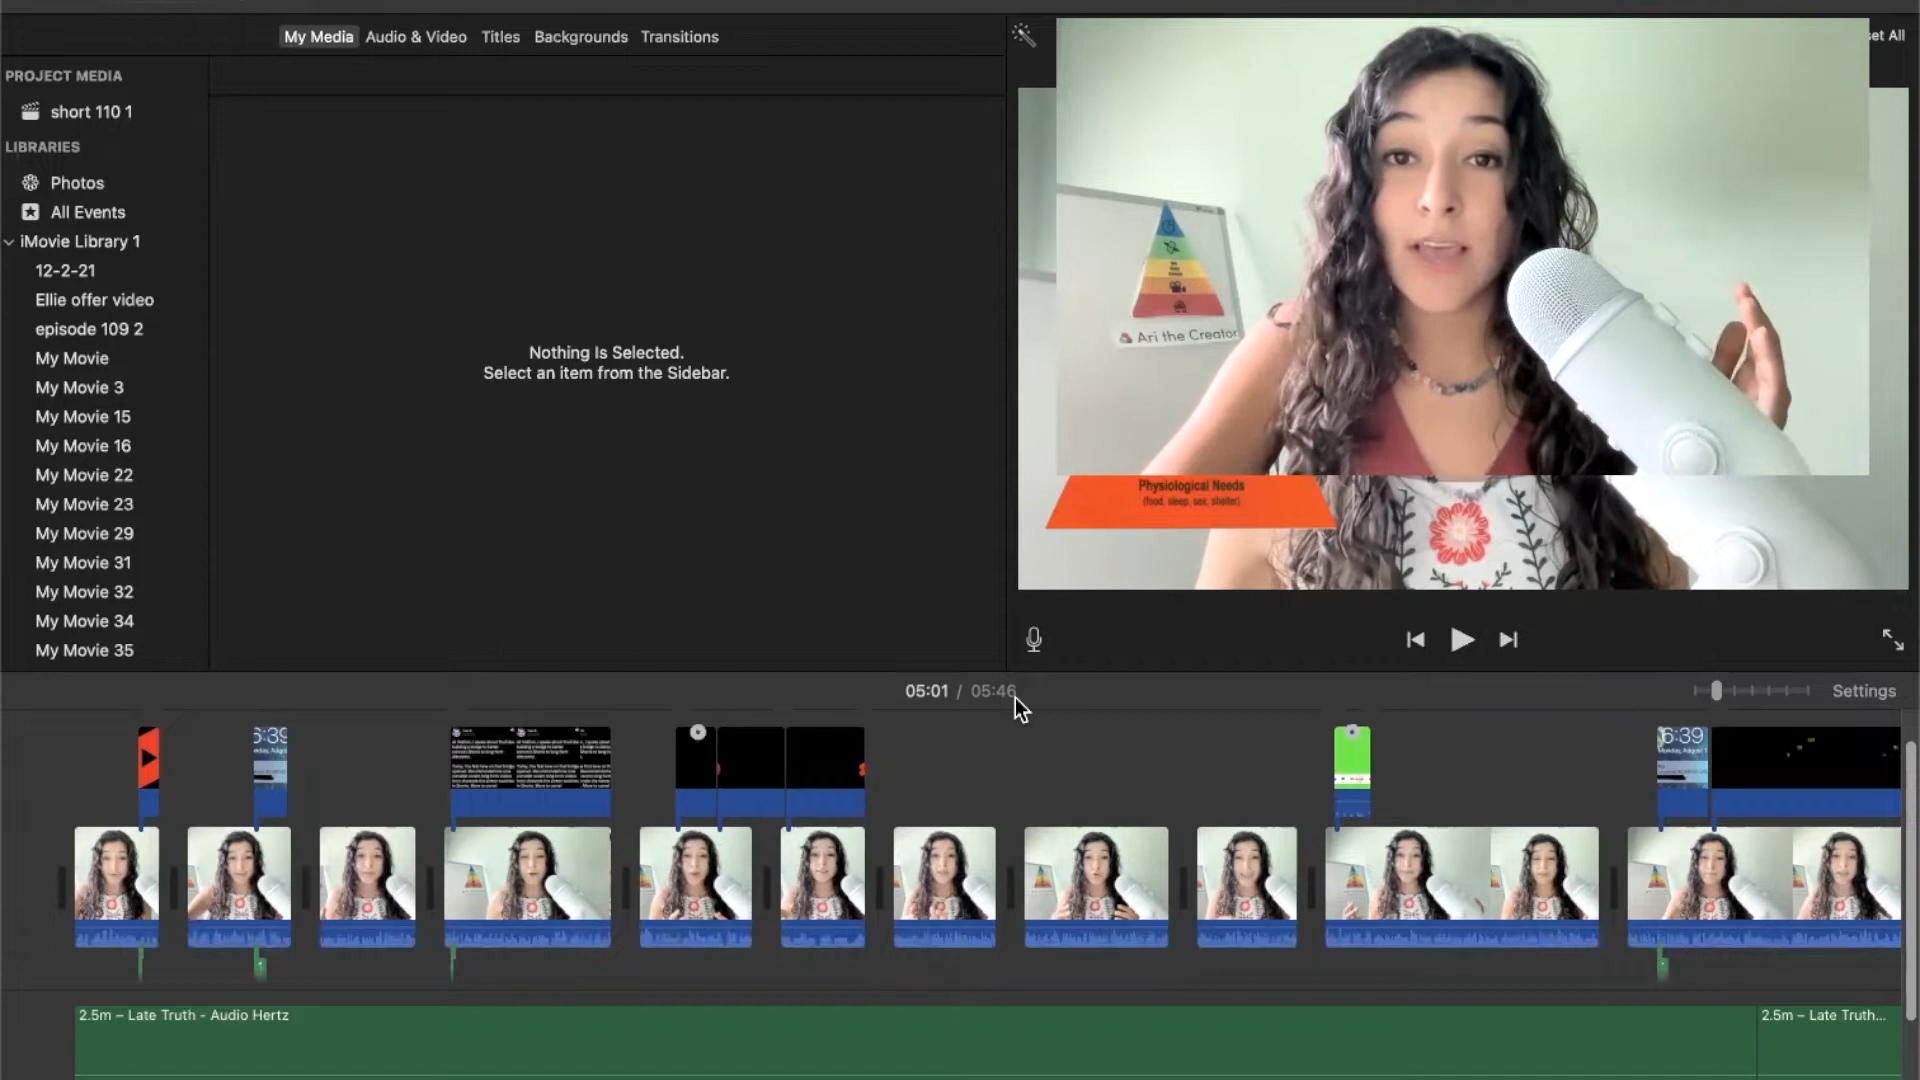 My Media Audio & Video Titles Backgrounds Transitions
set All
PROJECT MEDIA
short 110 1
LIBRARIES
Photos
All Events
iMovie Library 1
12-2-21
Ellie offer video
episode 109 2
My Movie
My Movie 3
My Movie 15
My Movie 16
My Movie 22
My Movie 23
My Movie 29
My Movie 31
My Movie 32
My Movie 34
My Movie 35
Nothing Is Selected.
Select an item from the Sidebar.
Ari the Creator
Physiological Needs
(food, sleep, sex, shelter)
05:01 / 05:46
Settings
6:39
6:39
2.5m – Late Truth - Audio Hertz
2.5m – Late Truth...